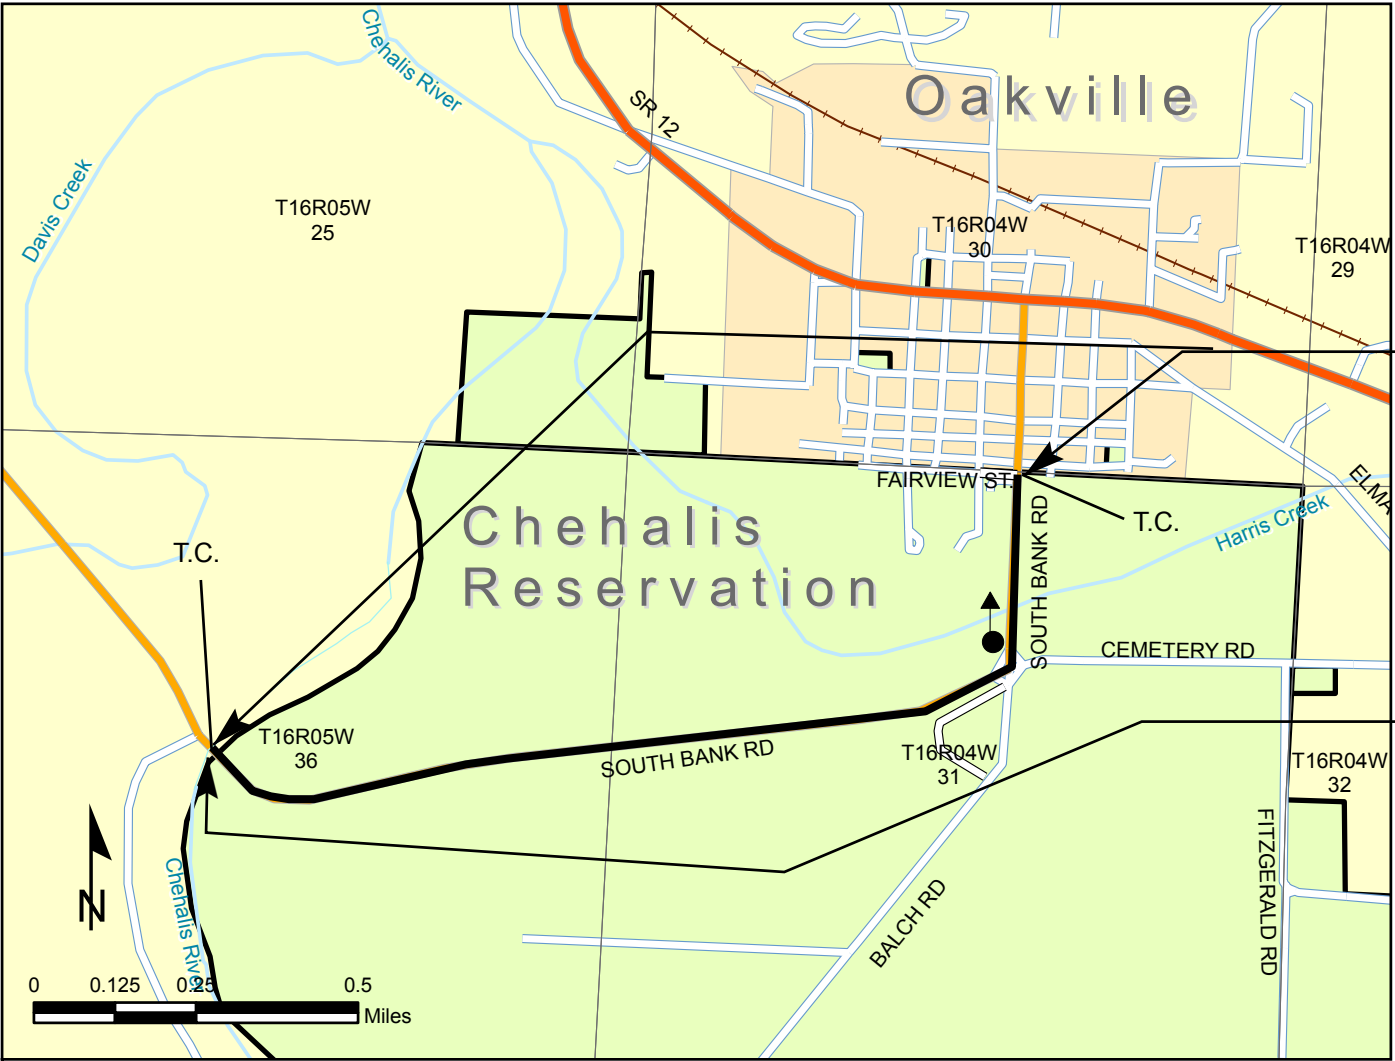 Chehalis River
SR 12
Oakville
Davis Creek
T16R05W
25
T16R04W
30
T16R04W
29
FAIRVIEW ST.
ELMA
Chehalis
Reservation
T.C.
T.C.
Harris Creek
SOUTH BANK RD
CEMETERY RD
T16R05W
36
SOUTH BANK RD
T16R04W
31
T16R04W
32
FITZGERALD RD
BALCH RD
Chehalis River
N
0 0.125 0.25 0.5
Miles